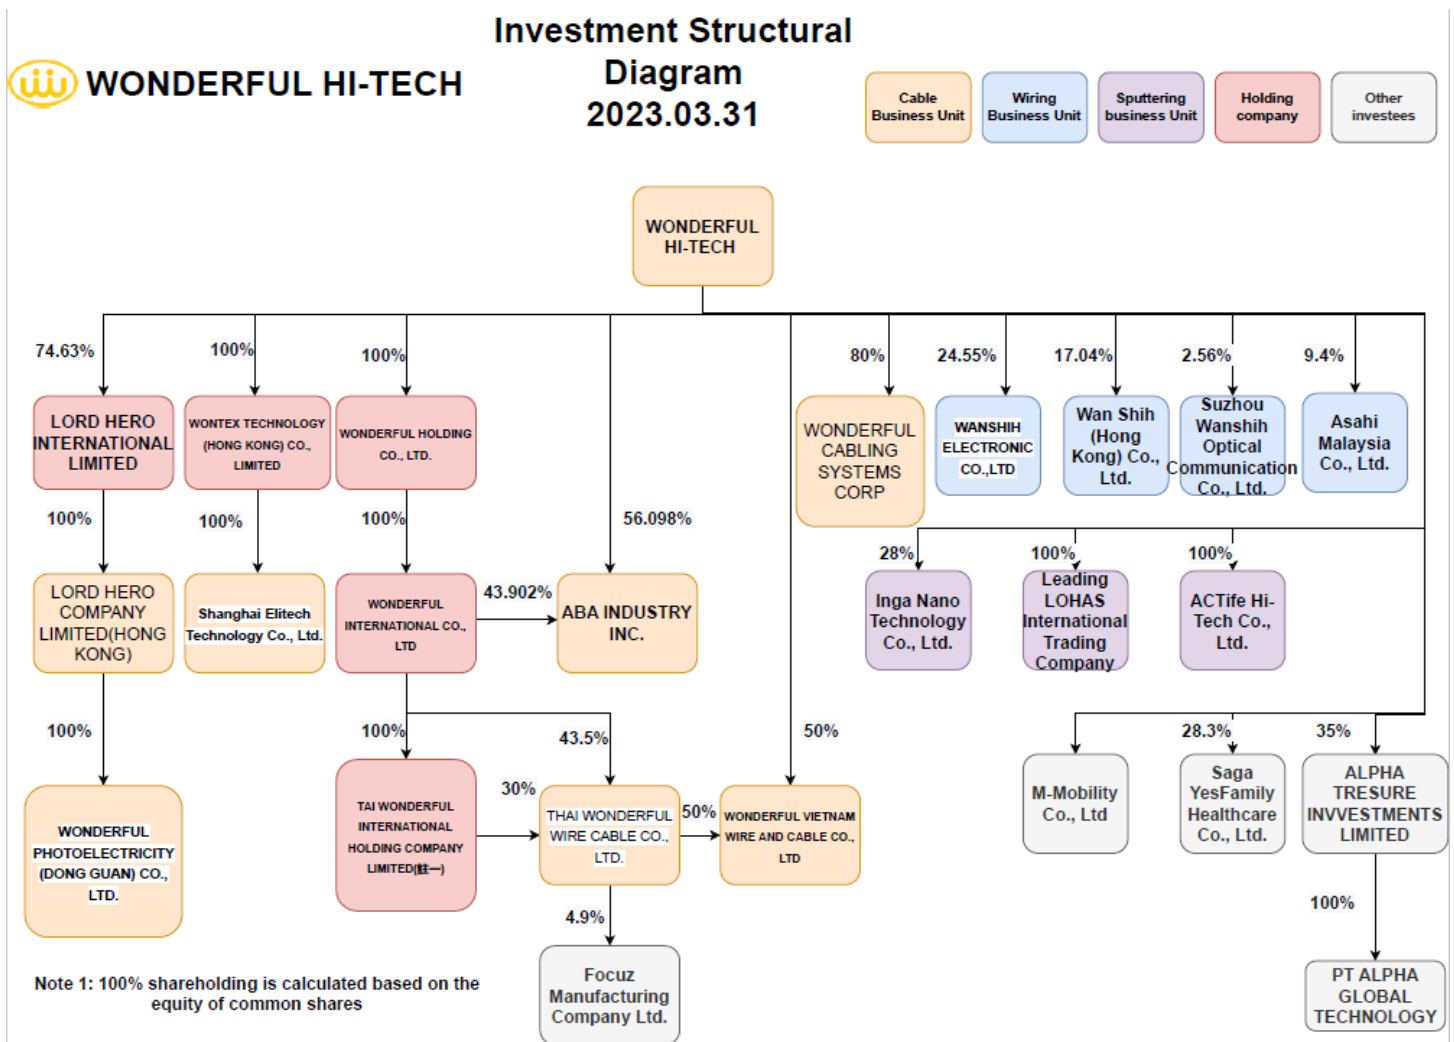 Investment Structural
Diagram
2023.03.31
WONDERFUL HI-TECH
Cable
Business Unit
Wiring
Business Unit
Sputtering
business Unit
Holding
company
Other
investees
WONDERFUL
HI-TECH
74.63%
100%
100%
80%
24.55%
17.04%
2.56%
9.4%
LORD HERO
INTERNATIONAL
LIMITED
WONTEX TECHNOLOGY
(HONG KONG) CO.,
LIMITED
WONDERFUL HOLDING
CO., LTD.
WONDERFUL
CABLING
SYSTEMS
CORP
WANSHIH
ELECTRONIC
CO.,LTD
Wan Shih
(Hong
Kong) Co.,
Ltd.
Suzhou
Wanshih
Optical
Communication
Co., Ltd.
Asahi
Malaysia
Co., Ltd.
100%
100%
100%
56.098%
28%
100%
100%
LORD HERO
COMPANY
LIMITED(HONG
KONG)
Shanghai Elitech
Technology Co., Ltd.
WONDERFUL
INTERNATIONAL CO.,
LTD
43.902%
ABA INDUSTRY
INC.
Inga Nano
Technology
Co., Ltd.
Leading
LOHAS
International
Trading
Company
ACTife Hi-
Tech Co.,
Ltd.
100%
100%
43.5%
50%
28.3%
35%
WONDERFUL
PHOTOELECTRICITY
(DONG GUAN) CO.,
LTD.
TAI WONDERFUL
INTERNATIONAL
HOLDING COMPANY
LIMITED(註一)
30%
THAI WONDERFUL
WIRE CABLE CO.,
LTD.
50%
WONDERFUL VIETNAM
WIRE AND CABLE CO.,
LTD
M-Mobility
Co., Ltd
Saga
YesFamily
Healthcare
Co., Ltd.
ALPHA
TRESURE
INVVESTMENTS
LIMITED
4.9%
100%
Focuz
Manufacturing
Company Ltd.
PT ALPHA
GLOBAL
TECHNOLOGY
Note 1: 100% shareholding is calculated based on the
equity of common shares